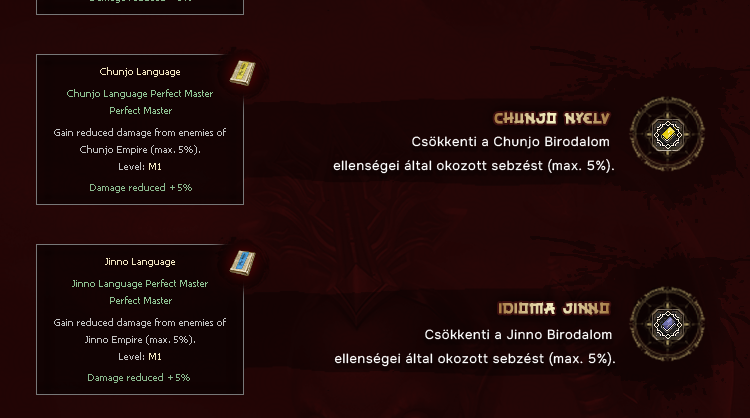 Damage reduced +5%
Chunjo Language
Chunjo Language Perfect Master
Perfect Master
Gain reduced damage from enemies of
Chunjo Empire (max. 5%).
Level: M1
Damage reduced +5%
CHUNJO NYELV
Csökkenti a Chunjo Birodalom
ellenségei által okozott sebzést (max. 5%).
Jinno Language
Jinno Language Perfect Master
Perfect Master
Gain reduced damage from enemies of
Jinno Empire (max. 5%).
Level: M1
Damage reduced +5%
IDIOMA JINNO
Csökkenti a Jinno Birodalom
ellenségei által okozott sebzést (max. 5%).